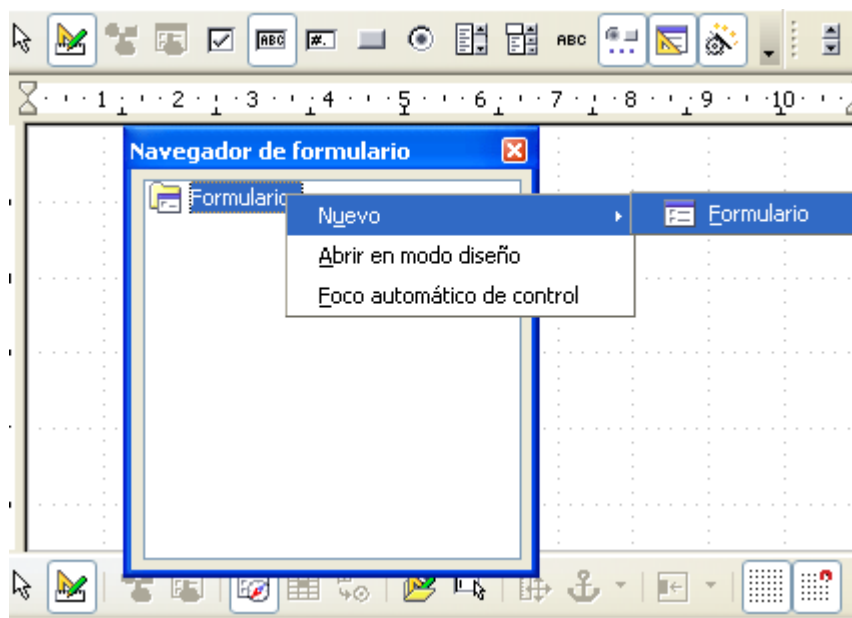 ABC #. ABC
1 2 3 4 5 6 7 8 9 10
Navegador de formulario
Formulario
Nuevo
Formulario
Abrir en modo diseño
Foco automático de control